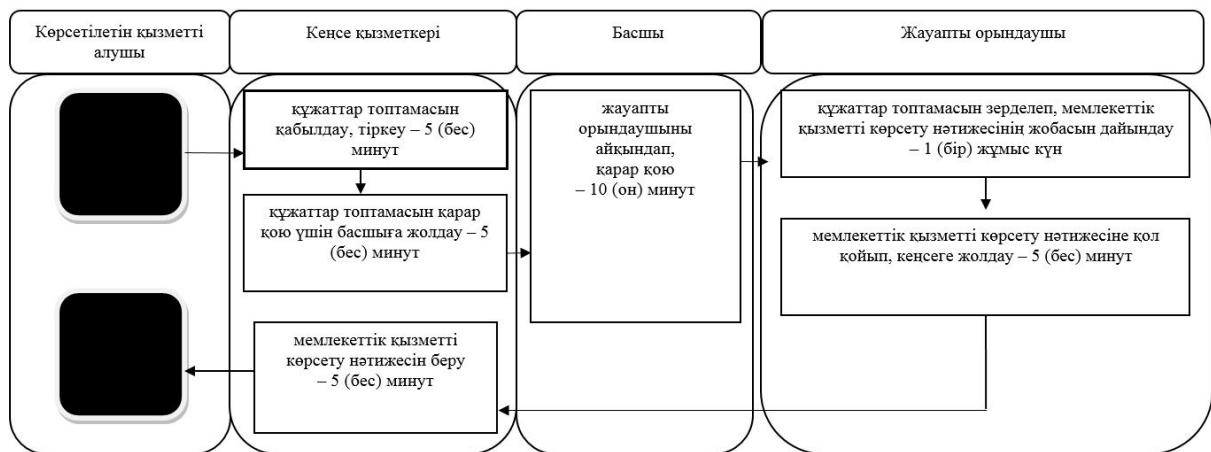 Көрсетілетін қызметті
алушы
Кеңсе қызметкері
Басшы
Жауапты орындаушы
құжаттар топтамасын
қабылдау, тіркеу – 5 (бес)
минут
құжаттар топтамасын қарар
қою үшін басшыға жолдау – 5
(бес) минут
мемлекеттік қызметті
көрсету нәтижесін беру
– 5 (бес) минут
жауапты
орындаушыны
айқындап,
қарар қою
– 10 (он) минут
құжаттар топтамасын зерделеп, мемлекеттік
қызметті көрсету нәтижесінің жобасын дайындау
– 1 (бір) жұмыс күн
мемлекеттік қызметті көрсету нәтижесіне қол
қойып, кеңсеге жолдау – 5 (бес) минут